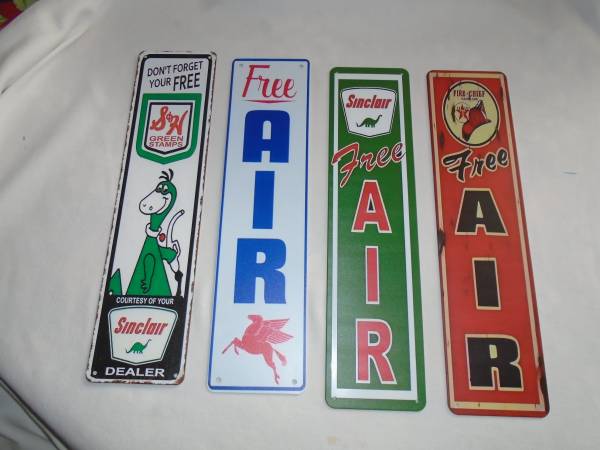 DON'T FORGET
YOUR FREE
S&H
GREEN
STAMPS
COURTESY OF YOUR
Sinclair
DEALER
Free
AIR
Sinclair
Free
AIR
FIRE-CHIEF
Free
AIR